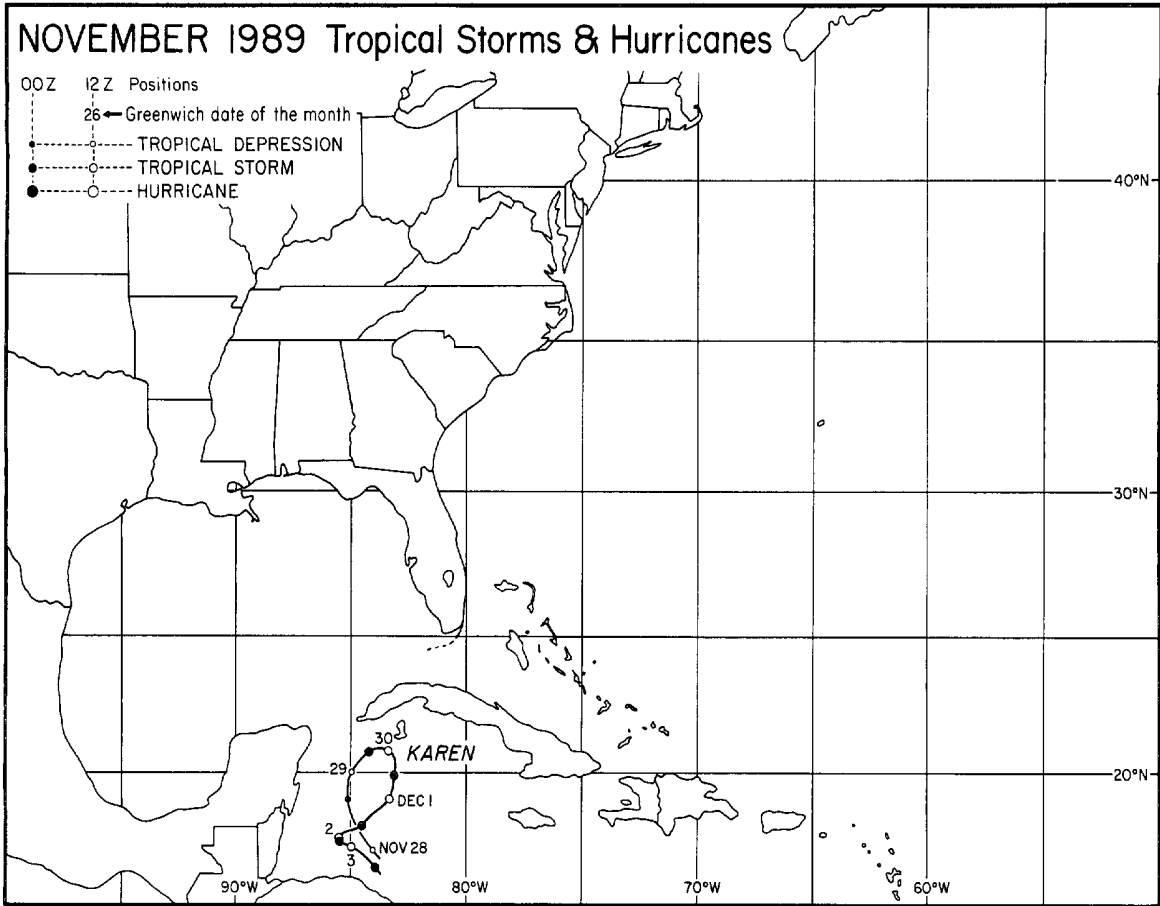 NOVEMBER 1989 Tropical Storms & Hurricanes
00Z 12Z Positions
26 Greenwich date of the month
TROPICAL DEPRESSION
TROPICAL STORM
HURRICANE
40°N
30°N
30 KAREN
29
20°N
DEC 1
2
3
NOV 28
90°W 80°W 70°W 60°W